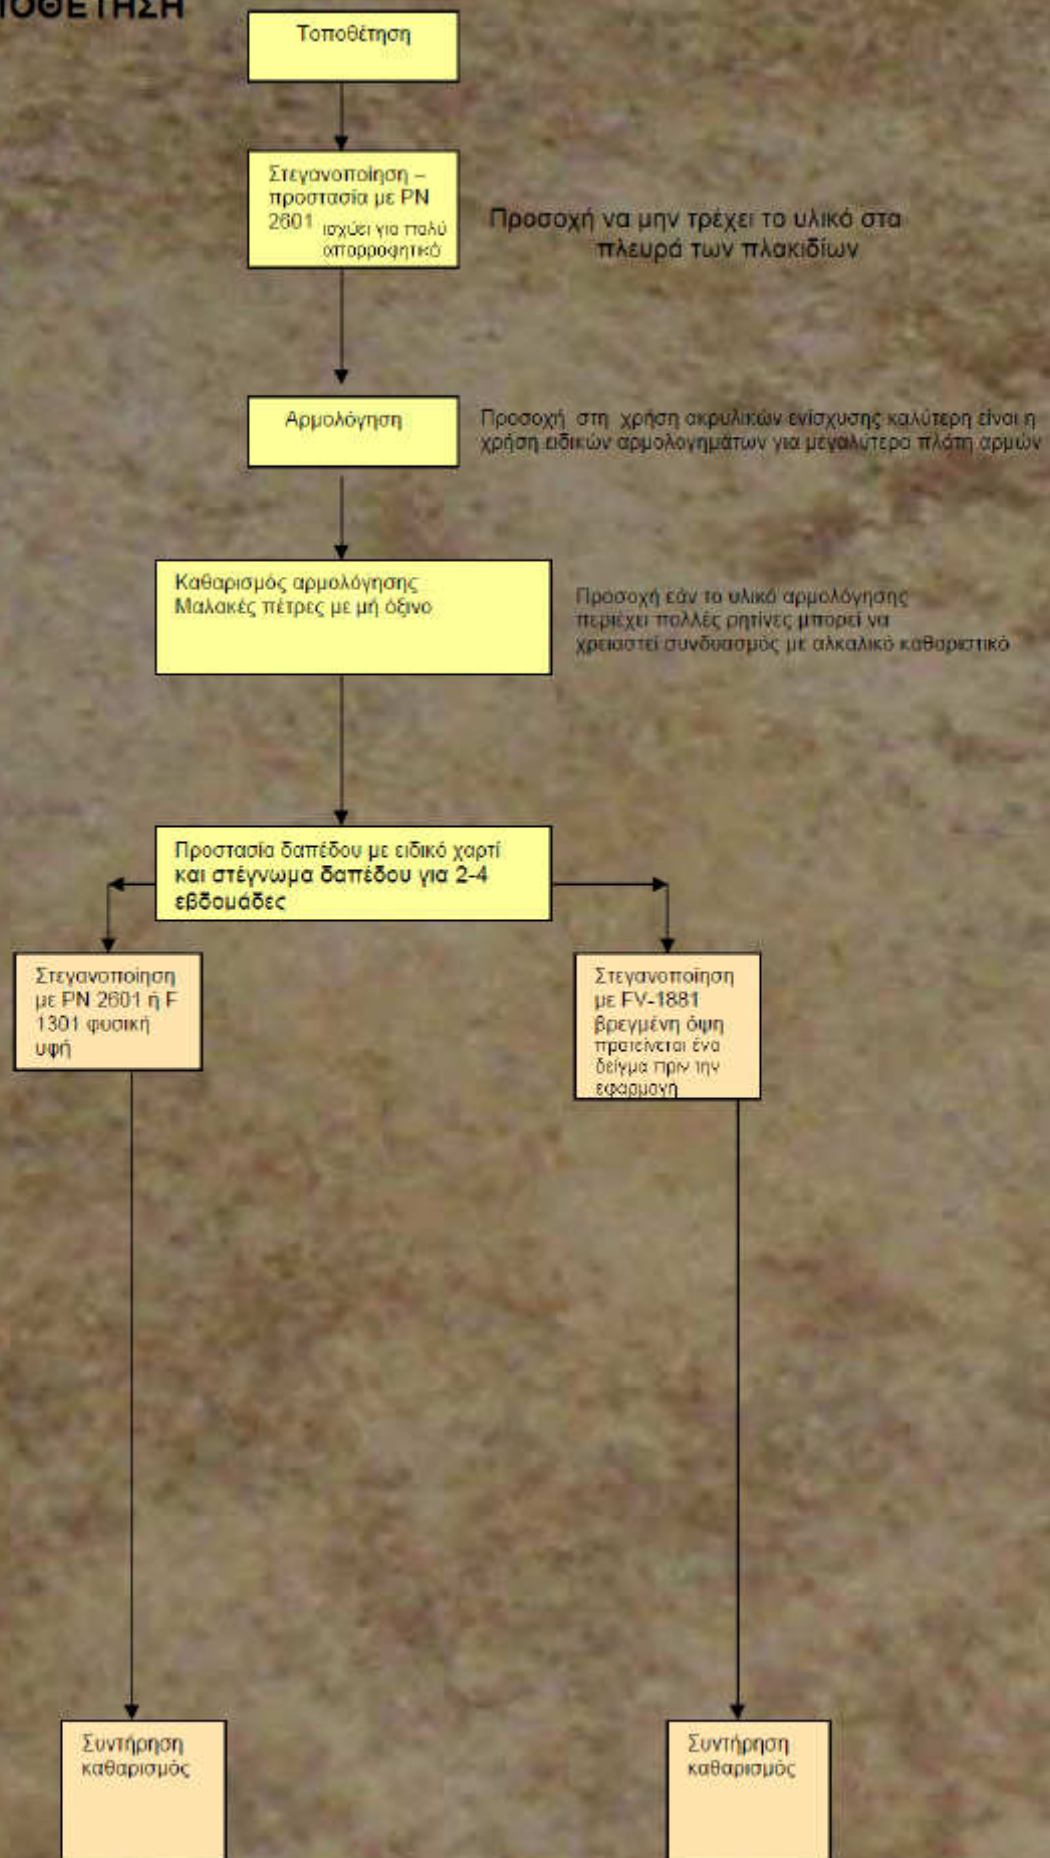 ΠΟΘΕΤΗΣΗ
Τοποθέτηση
Στεγανοποίηση –
προστασία με PN
2601 ισχύει για πολύ
απορροφητικά
Προσοχή να μην τρέχει το υλικό στα
πλευρά των πλακιδίων
Αρμολόγηση
Προσοχή στη χρήση ακρυλικών ενίσχυσης καλύτερη είναι η
χρήση ειδικών αρμολογημάτων για μεγαλύτερα πλάτη αρμών
Καθαρισμός αρμολόγησης
Μαλακές πέτρες με μή όξινο
Προσοχή εάν το υλικό αρμολόγησης
περιέχει πολλές ρητίνες μπορεί να
χρειαστεί συνδυασμός με αλκαλικό καθαριστικό
Προστασία δαπέδου με ειδικό χαρτί
και στέγνωμα δαπέδου για 2-4
εβδομάδες
Στεγανοποίηση
με PN 2601 ή F
1301 φυσική
υφή
Στεγανοποίηση
με FV-1881
βρεγμένη όψη
προτείνεται ένα
δείγμα πριν την
εφαρμογή
Συντήρηση
καθαρισμός
Συντήρηση
καθαρισμός